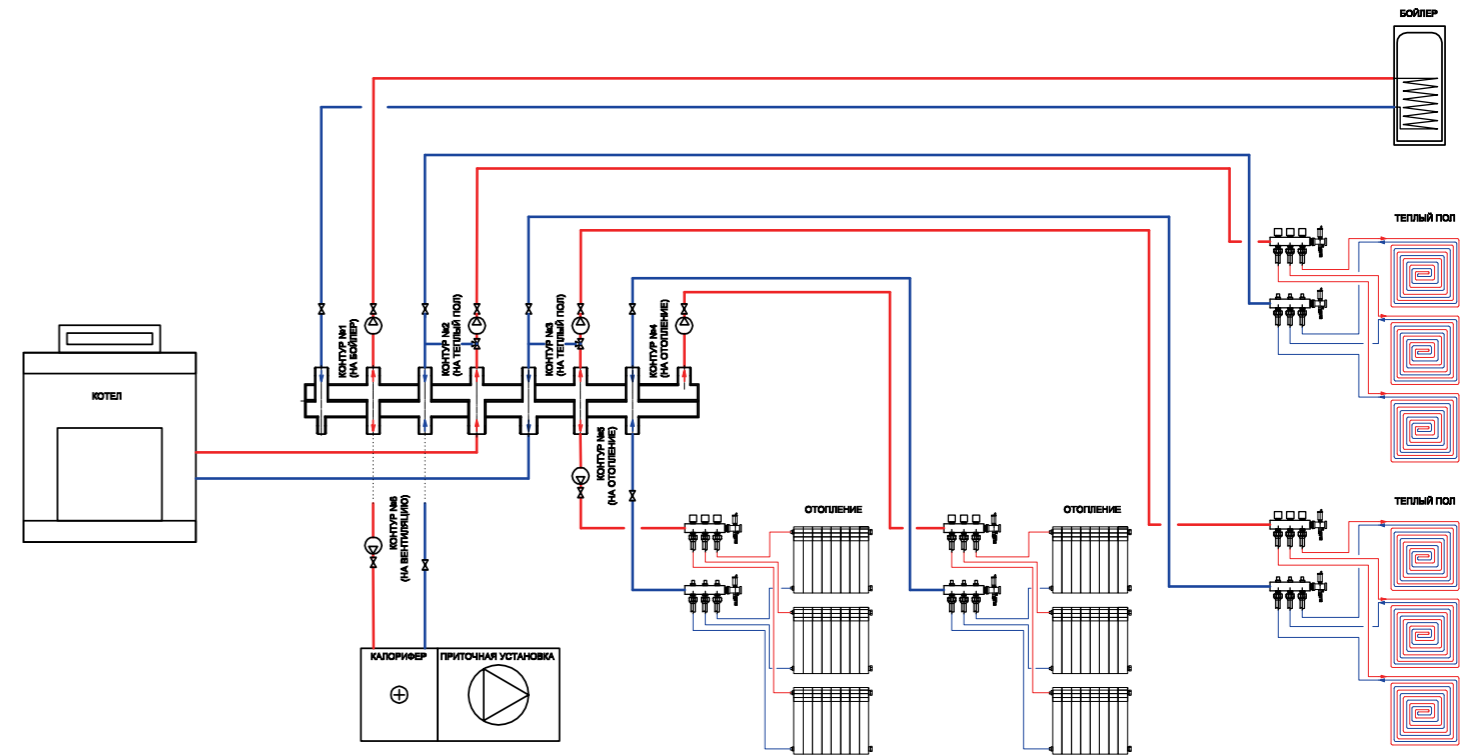 БОЙЛЕР
ТЕПЛЫЙ ПОЛ
КОНТУР №1
(НА БОЙЛЕР)
КОНТУР №2
(НА ТЕПЛЫЙ ПОЛ)
КОНТУР №3
(НА ТЕПЛЫЙ ПОЛ)
КОНТУР №4
(НА ОТОПЛЕНИЕ)
КОТЕЛ
КОНТУР №5
(НА ОТОПЛЕНИЕ)
КОНТУР №6
(НА ВЕНТИЛЯЦИЮ)
ОТОПЛЕНИЕ
ОТОПЛЕНИЕ
ТЕПЛЫЙ ПОЛ
КАЛОРИФЕР
ПРИТОЧНАЯ УСТАНОВКА